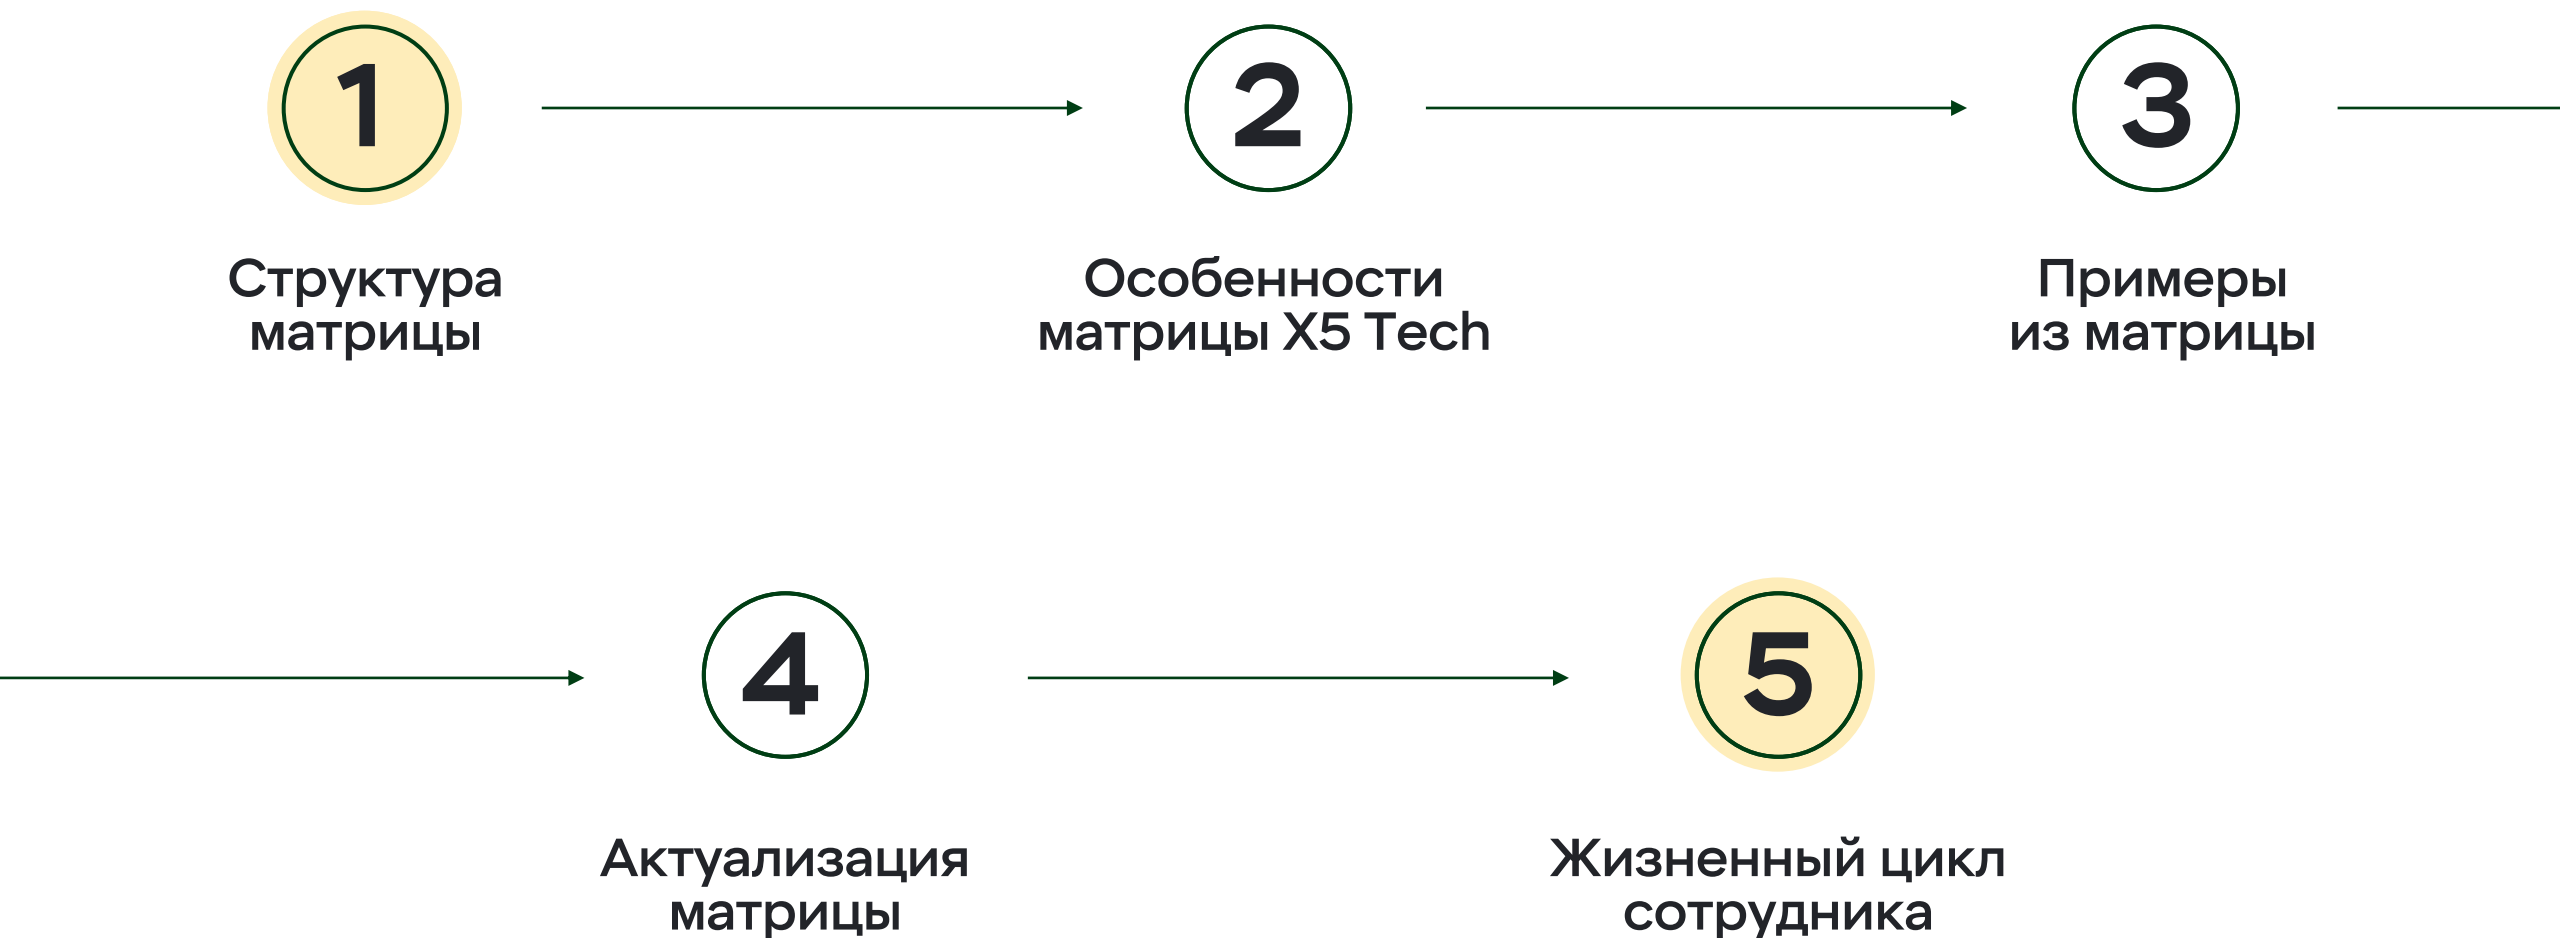 1
Структура
матрицы
2
Особенности
матрицы X5 Tech
3
Примеры
из матрицы
4
Актуализация
матрицы
5
Жизненный цикл
сотрудника